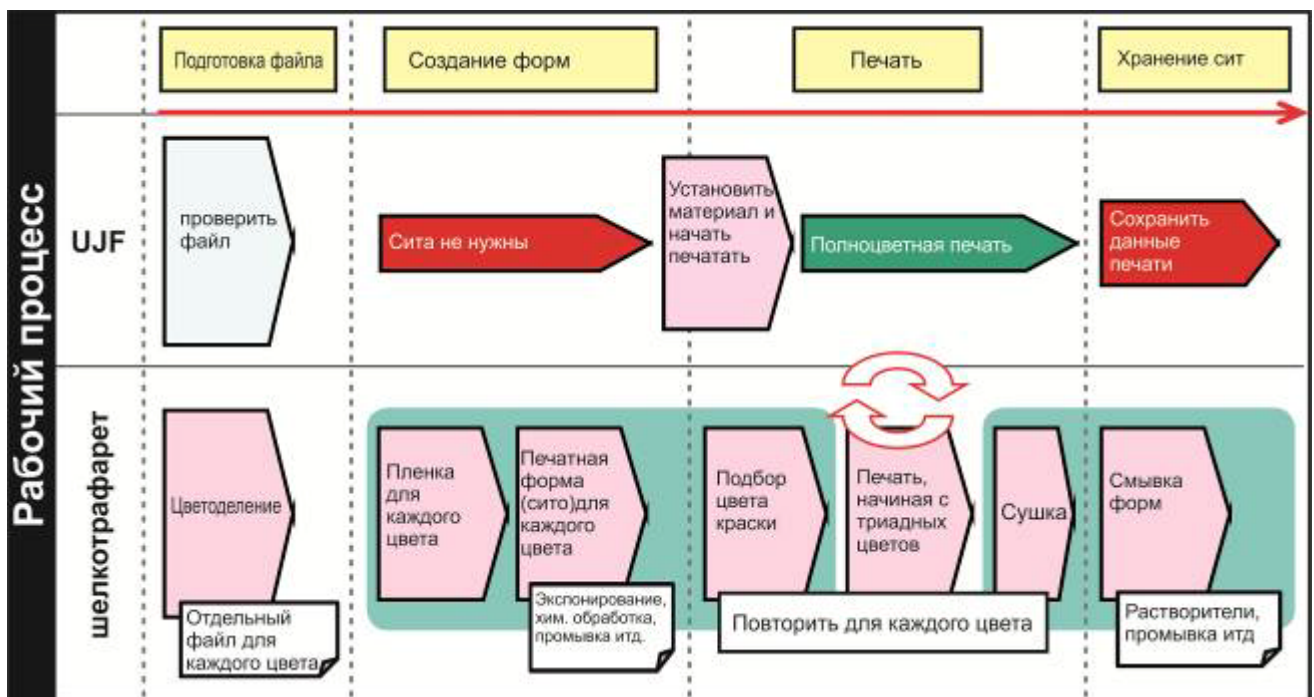 Рабочий процесс
Подготовка файла
Создание форм
Печать
Хранение сит
UJF
проверить
файл
Сита не нужны
Установить
материал и
начать
печатать
Полноцветная печать
Сохранить
данные
печати
шелкотрафарет
Цветоделение
Отдельный
файл для
каждого цвета
Пленка
для
каждого
цвета
Печатная
форма
(сито)для
каждого
цвета
Экспонирование,
хим. обработка,
промывка итд.
Подбор
цвета
краски
Печать,
начиная с
триадных
цветов
Повторить для каждого цвета
Сушка
Смывка
форм
Растворители,
промывка итд